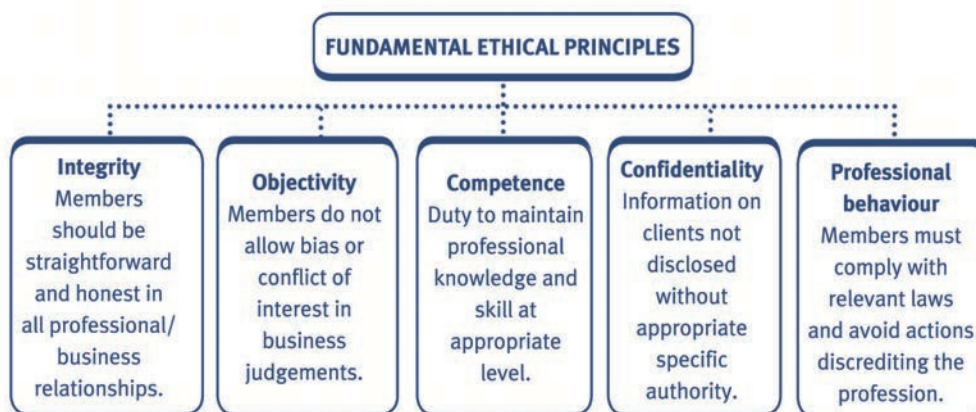 FUNDAMENTAL ETHICAL PRINCIPLES
Integrity
Members
should be
straightforward
and honest in
all professional/
business
relationships.
Objectivity
Members do not
allow bias or
conflict of
interest in
business
judgements.
Competence
Duty to maintain
professional
knowledge and
skill at
appropriate
level.
Confidentiality
Information on
clients not
disclosed
without
appropriate
specific
authority.
Professional
behaviour
Members must
comply with
relevant laws
and avoid actions
discrediting the
profession.